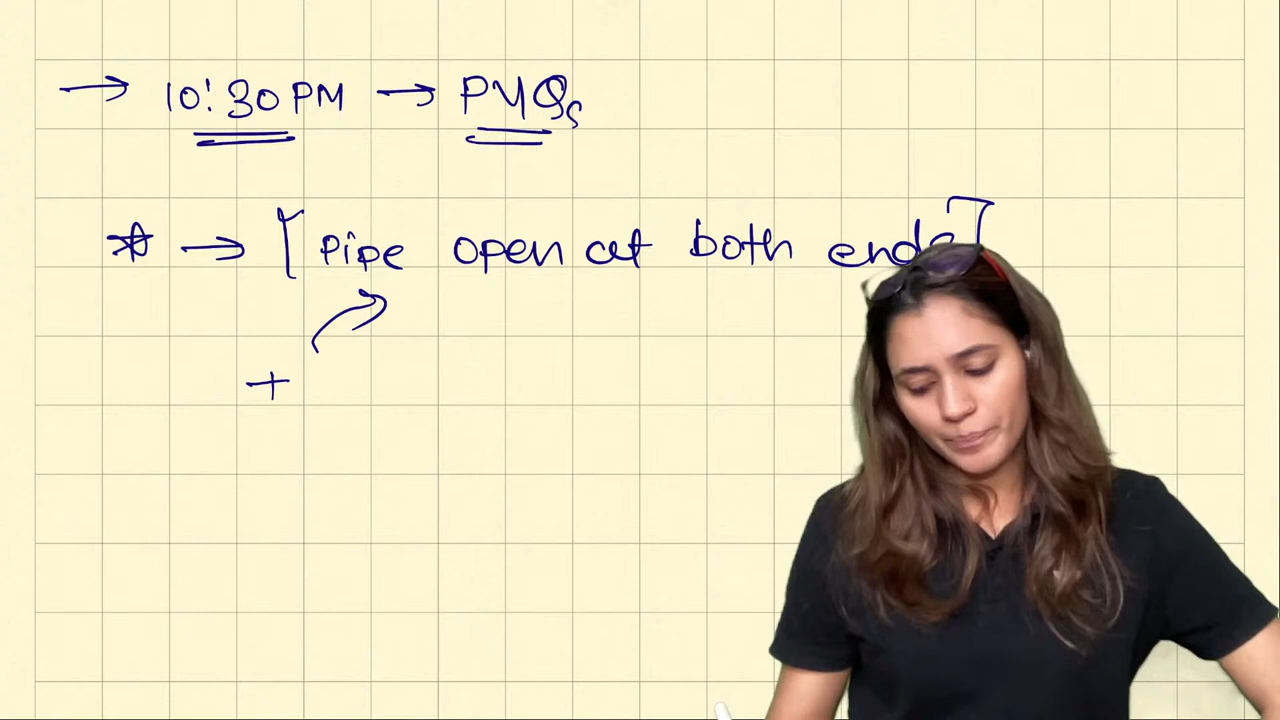 → 10:30 PM → PYQs
* → [Pipe open at both ends]
+